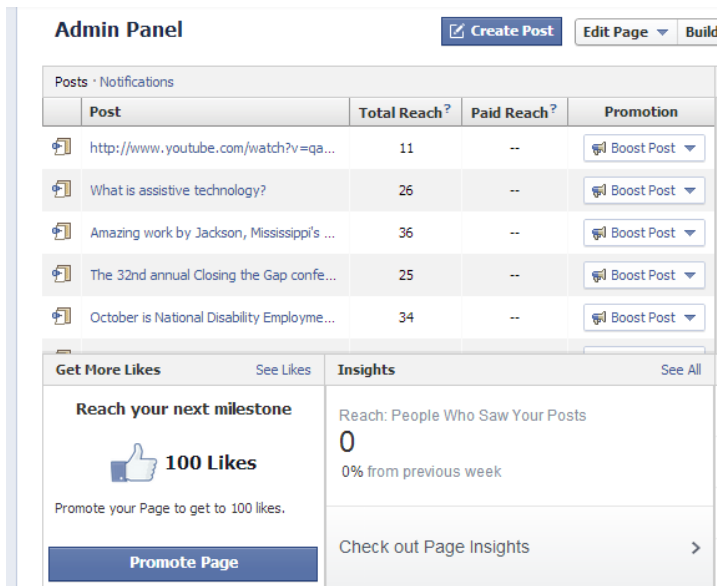 Admin Panel
Create Post
Edit Page
Build
Posts · Notifications
Post Total Reach? Paid Reach? Promotion
http://www.youtube.com/watch?v=qa... 11 -- Boost Post
What is assistive technology? 26 -- Boost Post
Amazing work by Jackson, Mississippi's ... 36 -- Boost Post
The 32nd annual Closing the Gap confe... 25 -- Boost Post
October is National Disability Employme... 34 -- Boost Post
Get More Likes See Likes
Reach your next milestone
100 Likes
Promote your Page to get to 100 likes.
Promote Page
Insights See All
Reach: People Who Saw Your Posts
0
0% from previous week
Check out Page Insights